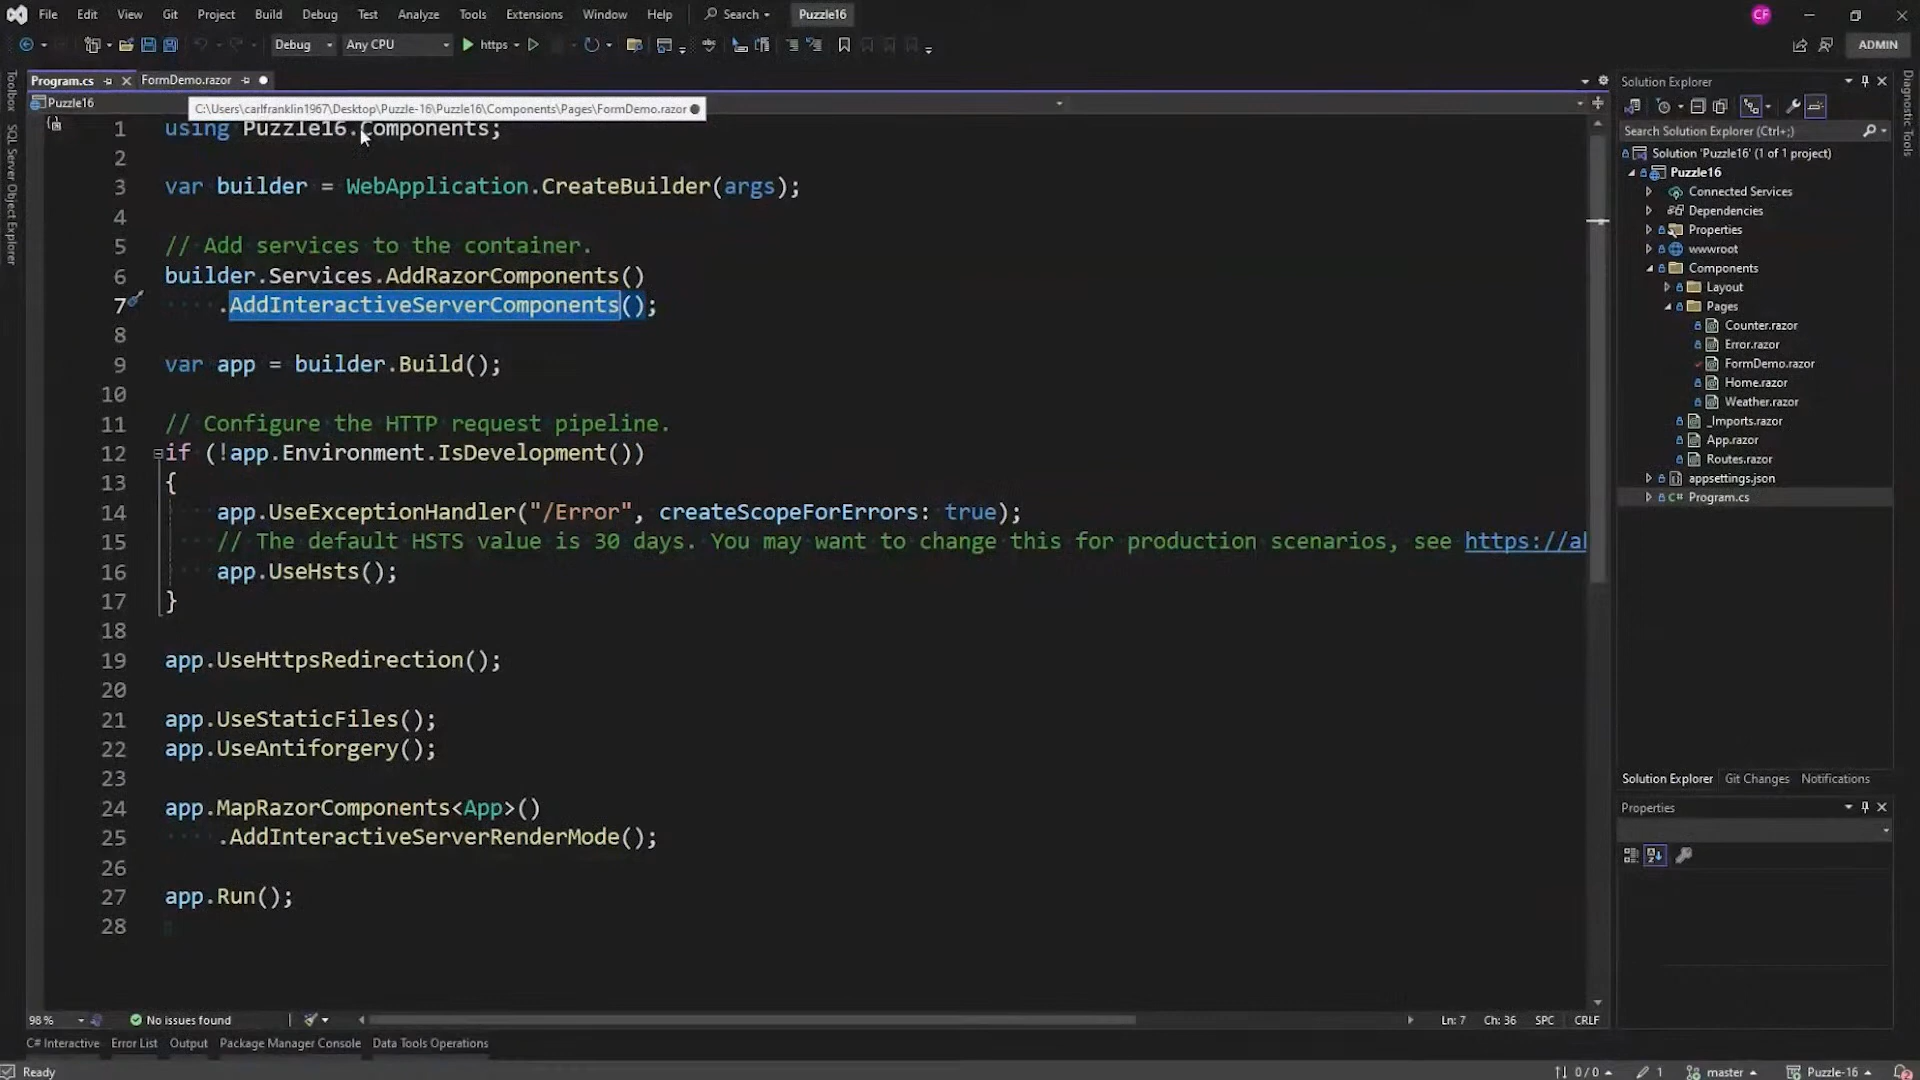 File Edit View Git Project Build Debug Test Analyze Tools Extensions Window Help Search Puzzle16 CF
Debug Any CPU https ADMIN
Program.cs FormDemo.razor
Puzzle16
C:\Users\carlfranklin1967\Desktop\Puzzle-16\Puzzle16\Components\Pages\FormDemo.razor
1 using Puzzle16.Components;
2
3 var builder = WebApplication.CreateBuilder(args);
4
5 // Add services to the container.
6 builder.Services.AddRazorComponents()
7 .AddInteractiveServerComponents();
8
9 var app = builder.Build();
10
11 // Configure the HTTP request pipeline.
12 if (!app.Environment.IsDevelopment())
13 {
14 app.UseExceptionHandler("/Error", createScopeForErrors: true);
15 // The default HSTS value is 30 days. You may want to change this for production scenarios, see https://a
16 app.UseHsts();
17 }
18
19 app.UseHttpsRedirection();
20
21 app.UseStaticFiles();
22 app.UseAntiforgery();
23
24 app.MapRazorComponents<App>()
25 .AddInteractiveServerRenderMode();
26
27 app.Run();
28
98 % No issues found Ln: 7 Ch: 36 SPC CRLF
C# Interactive Error List Output Package Manager Console Data Tools Operations
Ready 0 / 0 1 master Puzzle-16 2
Toolbox
SQL Server Object Explorer
Solution Explorer
Search Solution Explorer (Ctrl+;)
Solution 'Puzzle16' (1 of 1 project)
Puzzle16
Connected Services
Dependencies
Properties
wwwroot
Components
Layout
Pages
Counter.razor
Error.razor
FormDemo.razor
Home.razor
Weather.razor
_Imports.razor
App.razor
Routes.razor
appsettings.json
C# Program.cs
Solution Explorer Git Changes Notifications
Properties
Diagnostic Tools